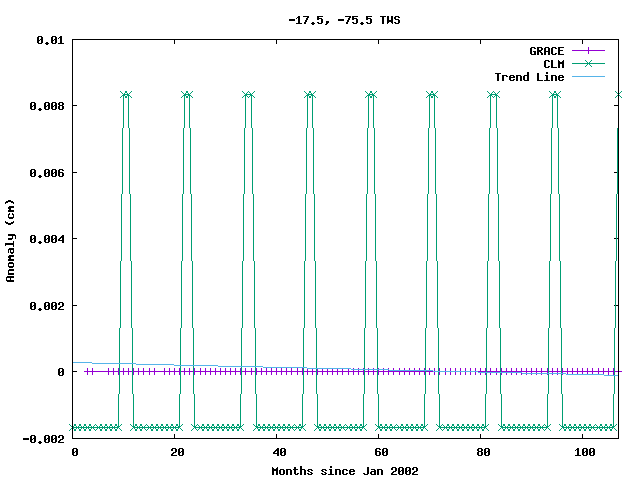 -17.5, -75.5 TWS
GRACE
CLM
Trend Line
0.01
0.008
0.006
0.004
0.002
0
-0.002
Anomaly (cm)
0 20 40 60 80 100
Months since Jan 2002